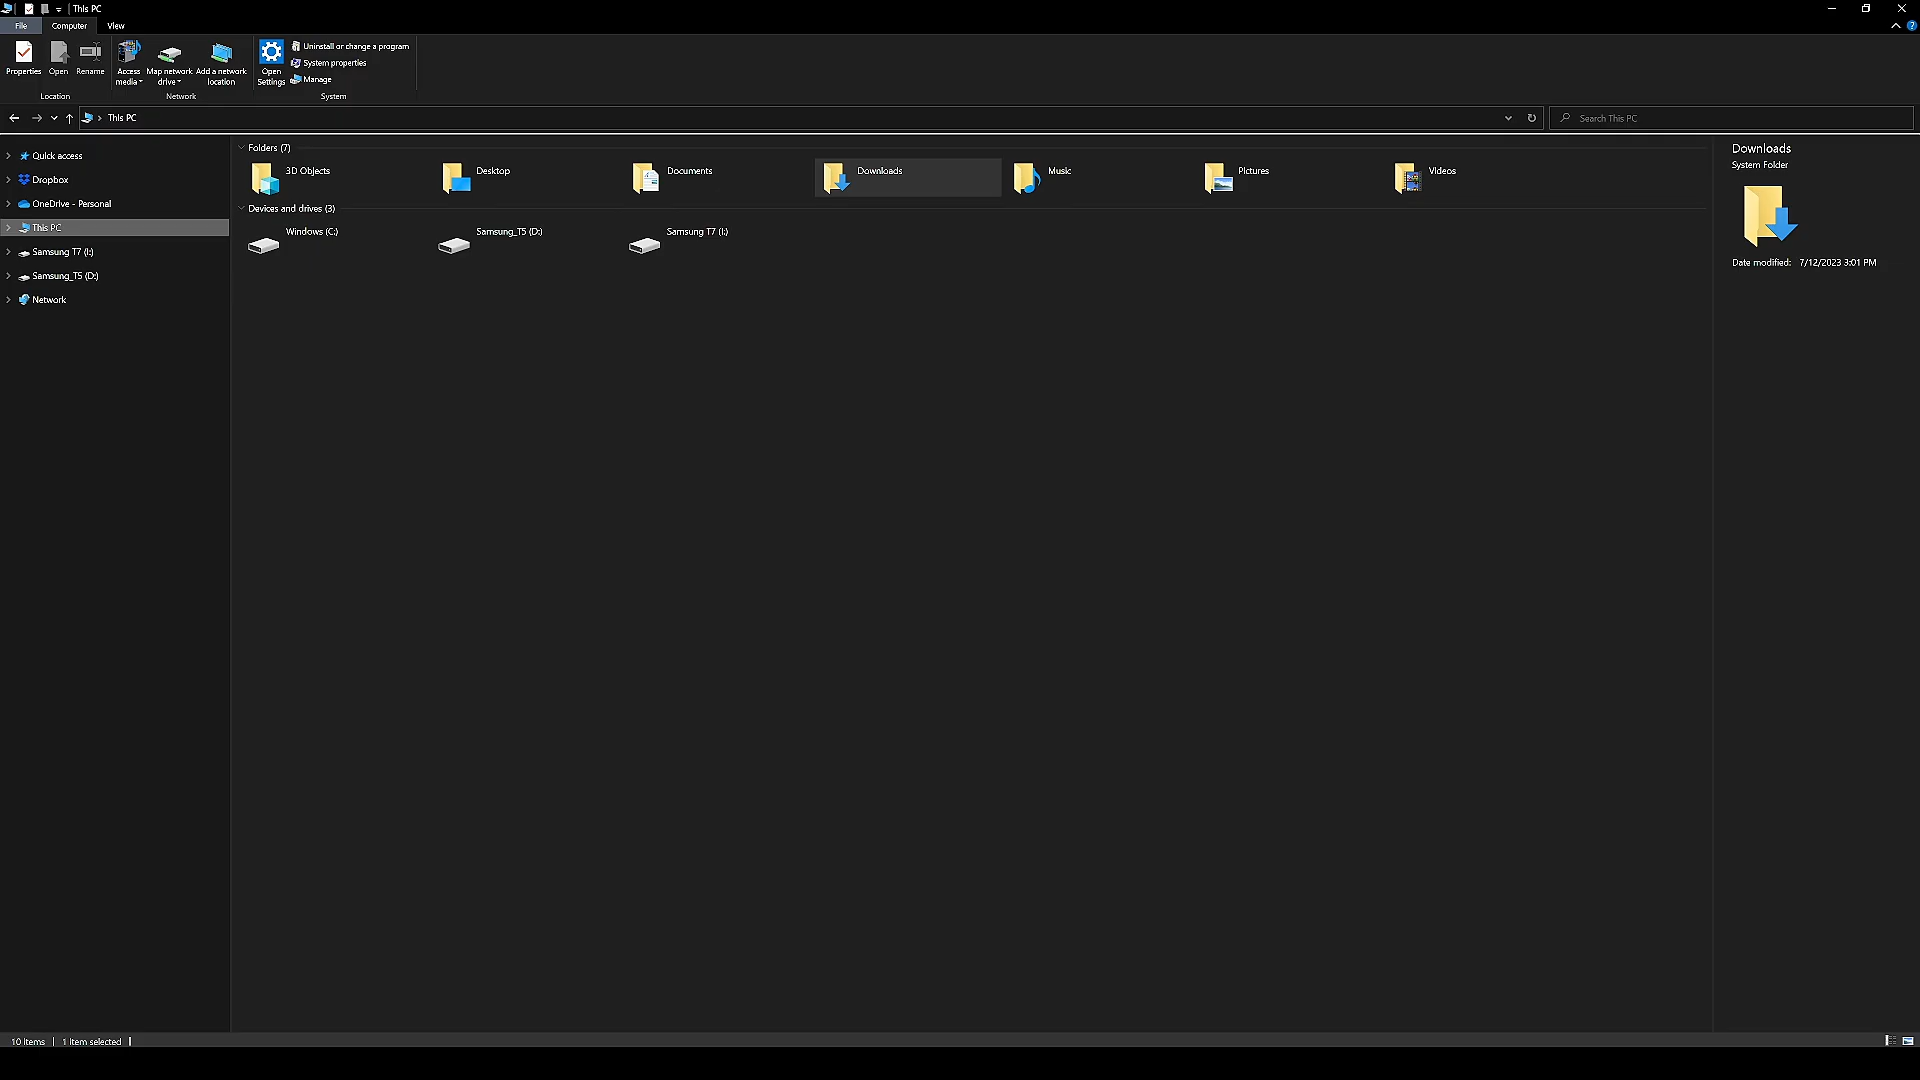 This PC
File Computer View
Properties Open Rename Access media Map network drive Add a network location Open Settings Uninstall or change a program
System properties
Manage
Location Network System
This PC Search This PC
Quick access
Dropbox
OneDrive - Personal
This PC
Samsung T7 (I:)
Samsung_T5 (D:)
Network
Folders (7)
3D Objects Desktop Documents Downloads Music Pictures Videos
Devices and drives (3)
Windows (C:) Samsung_T5 (D:) Samsung T7 (I:)
Downloads
System Folder
Date modified: 7/12/2023 3:01 PM
10 items 1 item selected